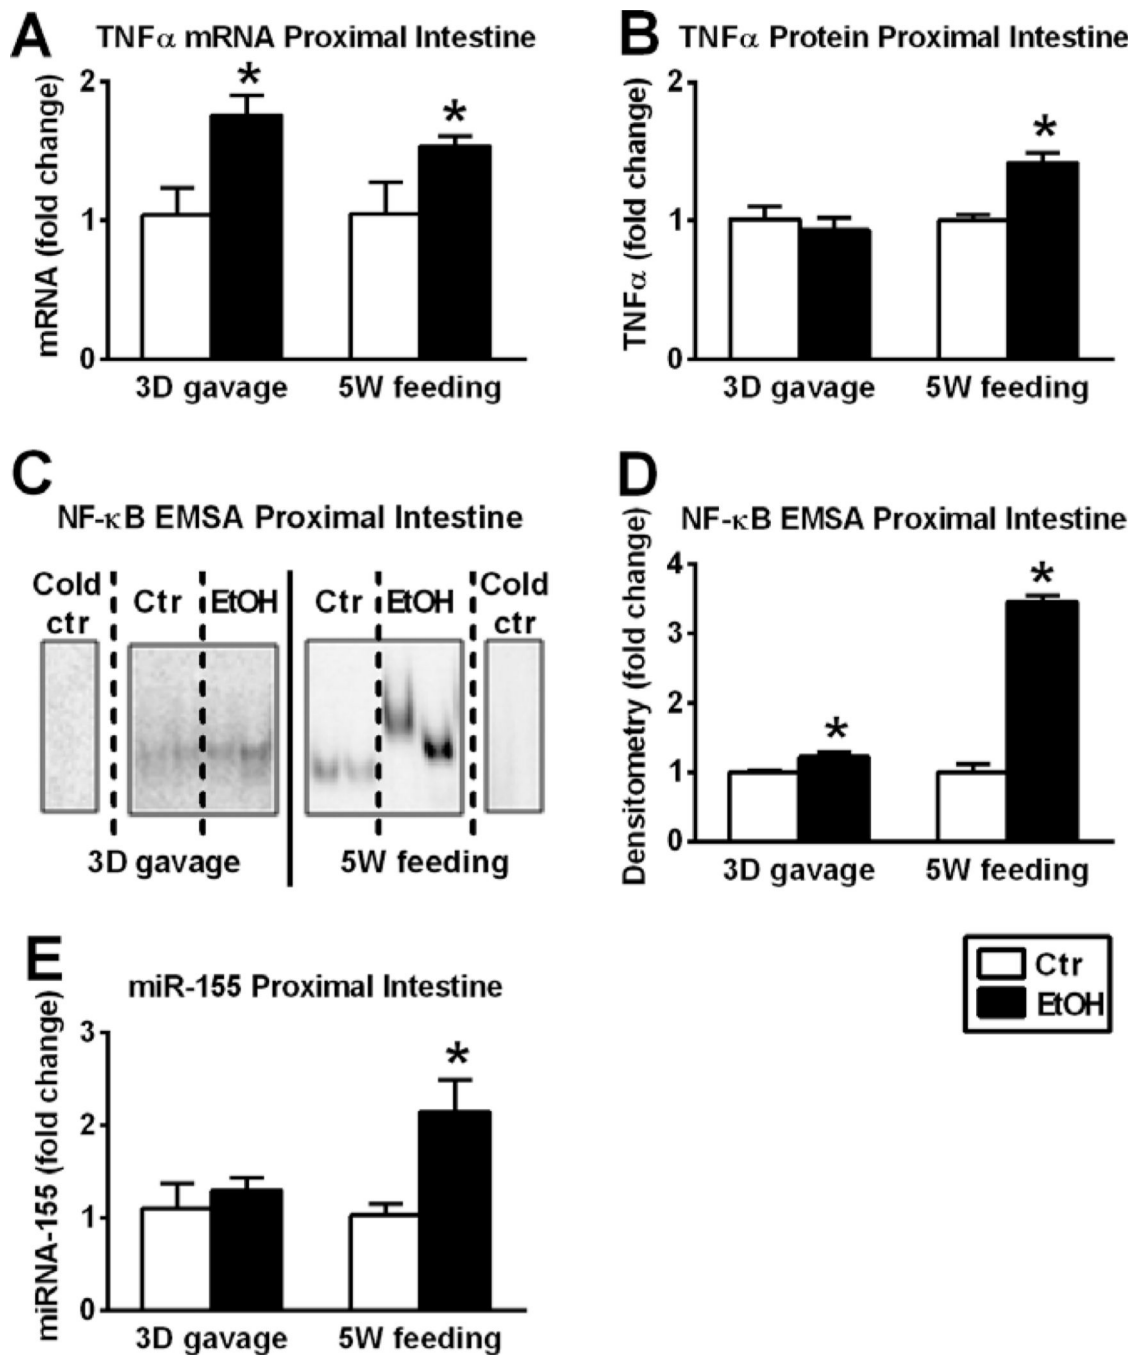 A
TNFα mRNA Proximal Intestine
mRNA (fold change)
2
1
0
*
*
3D gavage
5W feeding
B
TNFα Protein Proximal Intestine
TNFα (fold change)
2
1
0
*
3D gavage
5W feeding
C
NF-κB EMSA Proximal Intestine
Cold
ctr
Ctr
EtOH
Ctr
EtOH
Cold
ctr
3D gavage
5W feeding
D
NF-κB EMSA Proximal Intestine
Densitometry (fold change)
4
3
2
1
0
*
*
3D gavage
5W feeding
Ctr
EtOH
E
miR-155 Proximal Intestine
miRNA-155 (fold change)
3
2
1
0
*
3D gavage
5W feeding